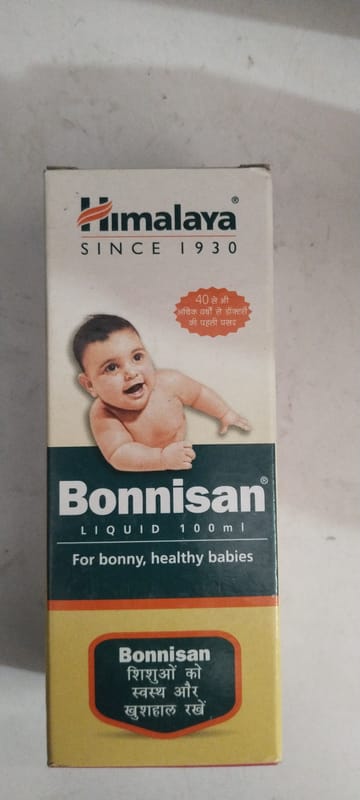 Himalaya®
SINCE 1930
40 से भी
अधिक वर्षों से डॉक्टरों
की पहली पसंद
Bonnisan®
LIQUID 100ml
For bonny, healthy babies
Bonnisan
शिशुओं को
स्वस्थ और
खुशहाल रखें